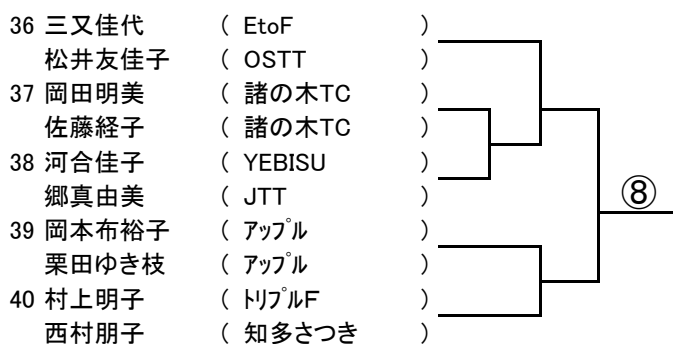 36 三又佳代 ( EtoF )
松井友佳子 ( OSTT )
37 岡田明美 ( 諸の木TC )
佐藤経子 ( 諸の木TC )
38 河合佳子 ( YEBISU )
郷真由美 ( JTT )
⑧
39 岡本布裕子 ( ｱｯﾌﾟﾙ )
栗田ゆき枝 ( ｱｯﾌﾟﾙ )
40 村上明子 ( ﾄﾘﾌﾟﾙF )
西村朋子 ( 知多さつき )